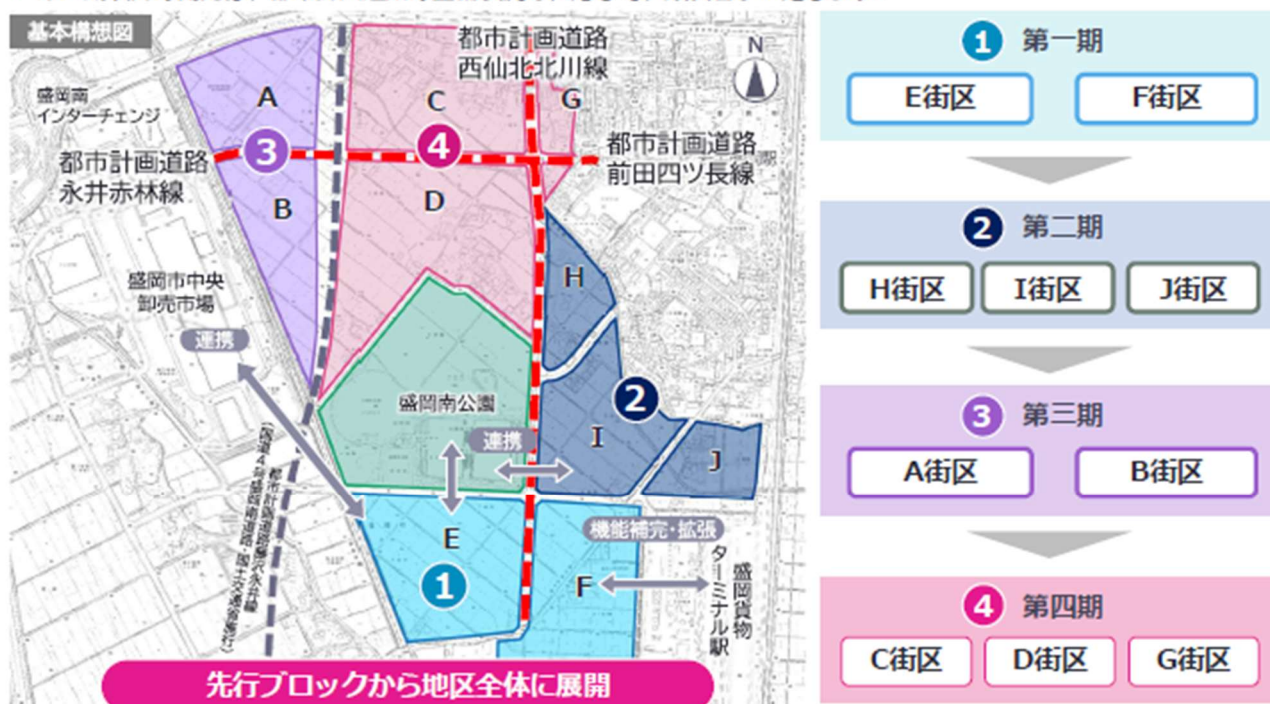 基本構想図
盛岡南
インターチェンジ
都市計画道路
西仙北北川線
N
A
C
G
3
4
都市計画道路
永井赤林線
都市計画道路
前田四ツ長線
B
D
H
盛岡市中央
卸売市場
連携
盛岡南公園
2
連携
I
J
E
機能補完・拡張
1
F
盛岡貨物
ターミナル駅
先行ブロックから地区全体に展開
1 第一期
E街区 F街区
2 第二期
H街区 I街区 J街区
3 第三期
A街区 B街区
4 第四期
C街区 D街区 G街区